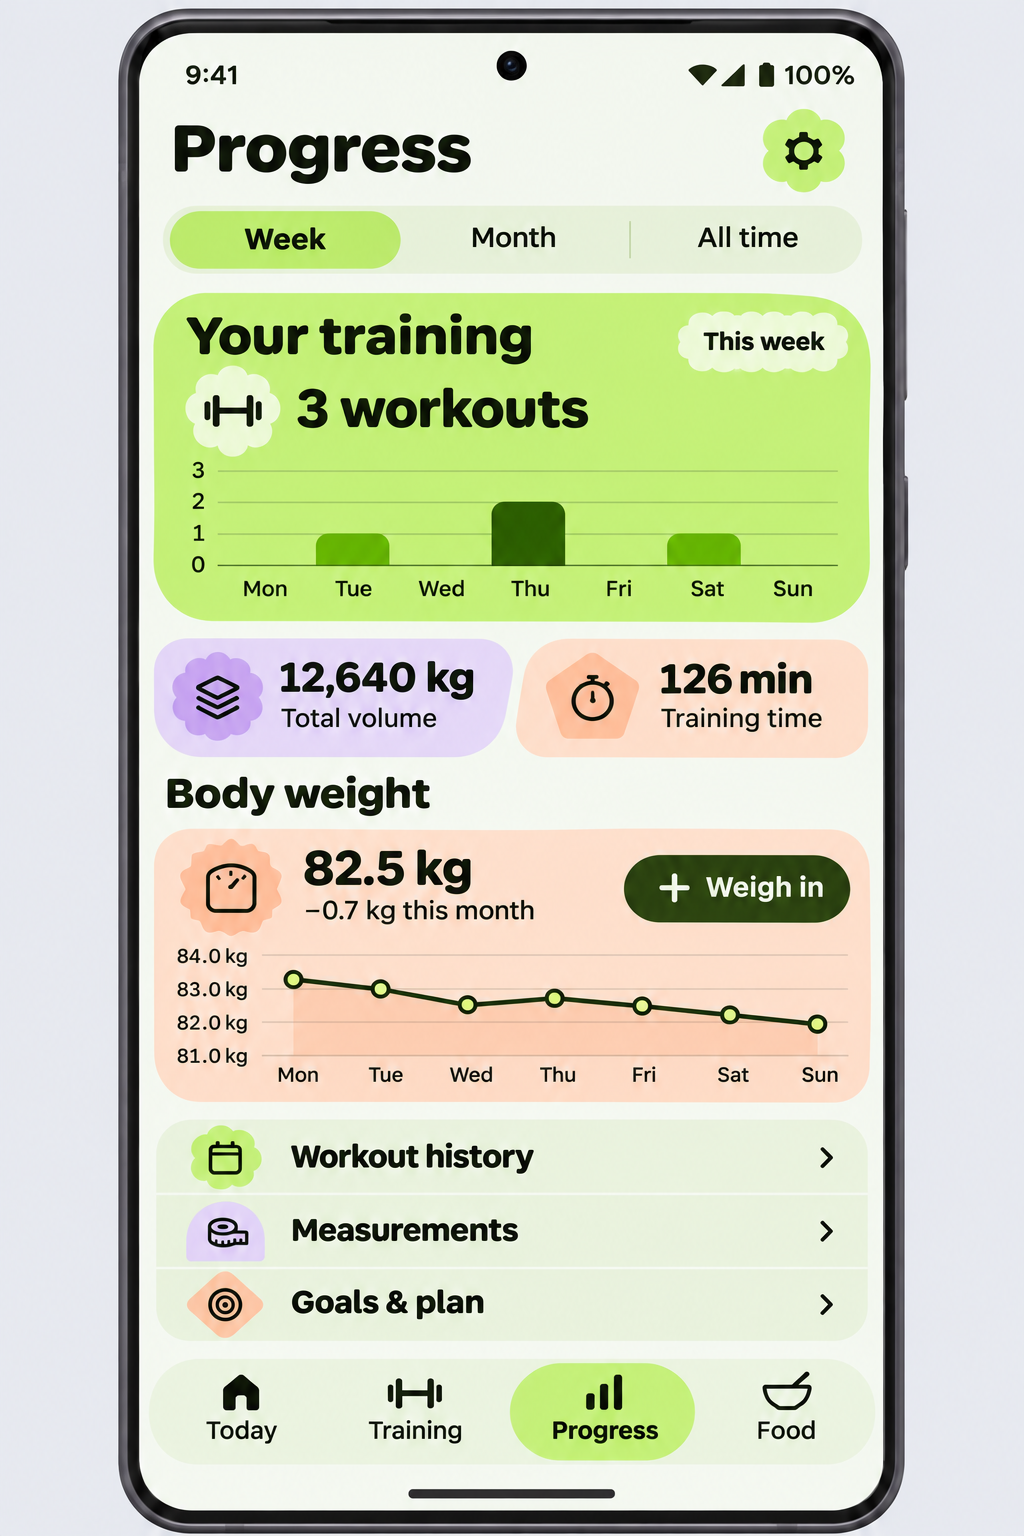 9:41 100%
Progress
Week Month All time
Your training This week
3 workouts
3
2
1
0
Mon Tue Wed Thu Fri Sat Sun
12,640 kg
Total volume
126 min
Training time
Body weight
82.5 kg
−0.7 kg this month
+ Weigh in
84.0 kg
83.0 kg
82.0 kg
81.0 kg
Mon Tue Wed Thu Fri Sat Sun
Workout history
Measurements
Goals & plan
Today Training Progress Food